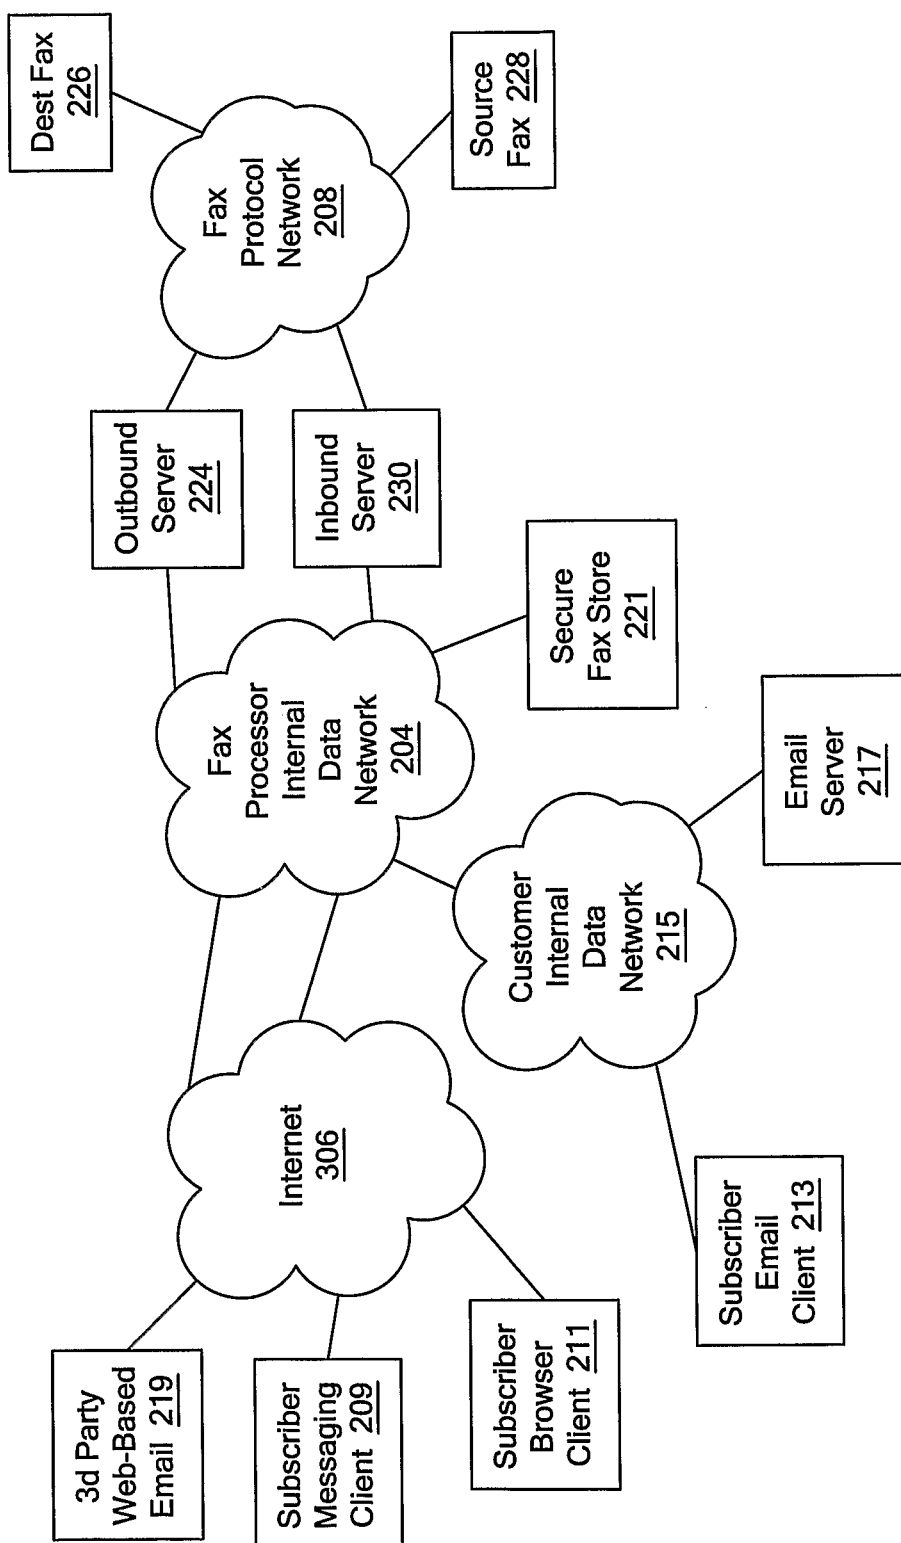 3d Party
Web-Based
Email 219
Subscriber
Messaging
Client 209
Subscriber
Browser
Client 211
Subscriber
Email
Client 213
Internet
306
Customer
Internal
Data
Network
215
Email
Server
217
Fax
Processor
Internal
Data
Network
204
Secure
Fax Store
221
Outbound
Server
224
Inbound
Server
230
Fax
Protocol
Network
208
Dest Fax
226
Source
Fax 228